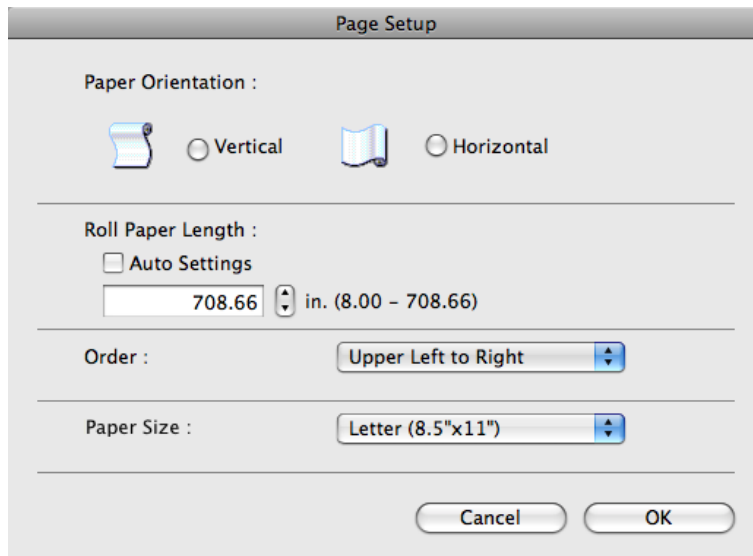 Page Setup
Paper Orientation :
Vertical Horizontal
Roll Paper Length :
Auto Settings
708.66 in. (8.00 – 708.66)
Order : Upper Left to Right
Paper Size : Letter (8.5"x11")
Cancel OK